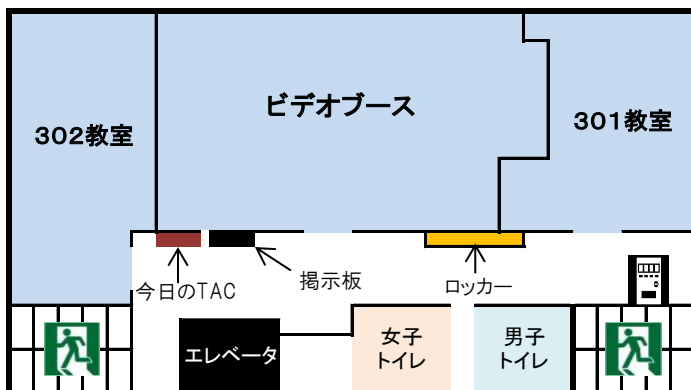 ビデオブース
302教室
301教室
今日のTAC
掲示板
ロッカー
エレベータ
女子
トイレ
男子
トイレ